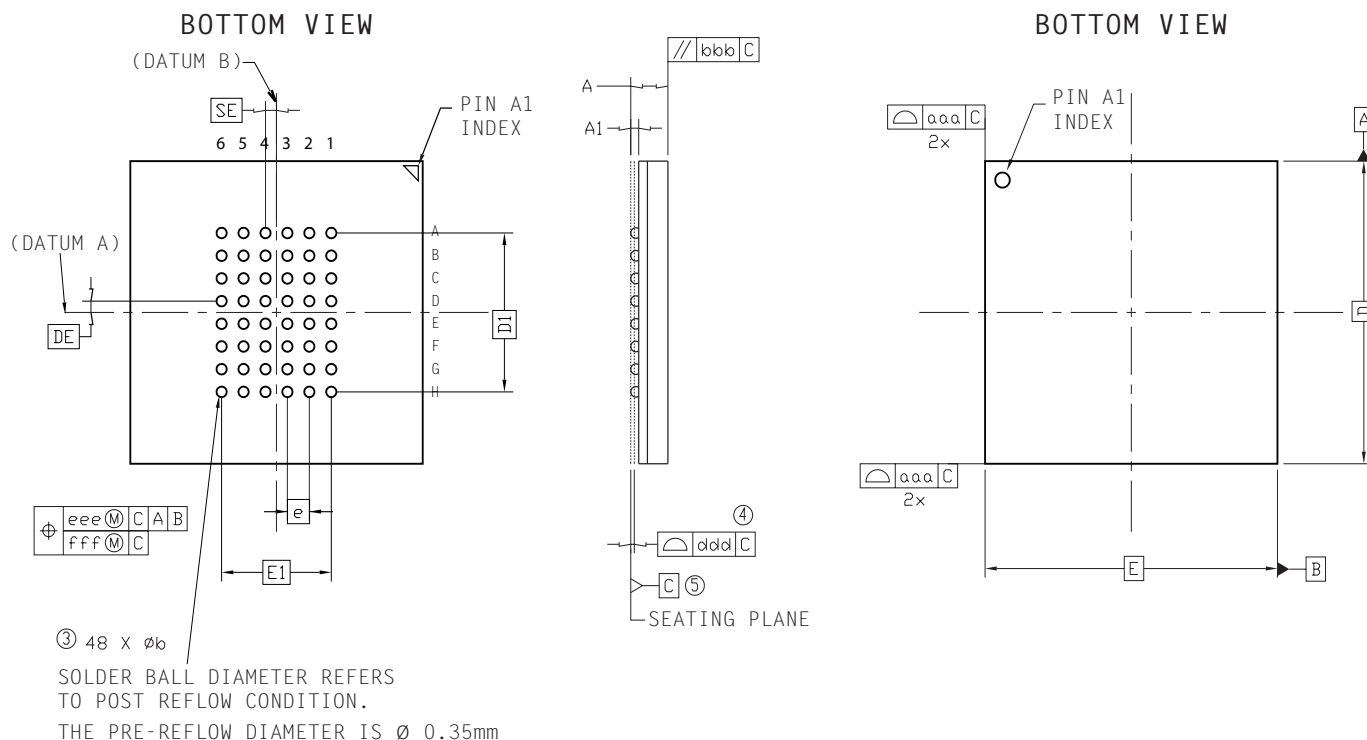 BOTTOM VIEW
BOTTOM VIEW
(DATUM B)
// bbb C
SE
A
PIN A1
INDEX
PIN A1
INDEX
aaa C
2x
A
A1
6 5 4 3 2 1
(DATUM A)
A
B
C
D
E
F
G
H
DE
D1
D
aaa C
2x
eee Ⓜ C A B
fff Ⓜ C
e
④
ddd C
E1
C ⑤
E
B
SEATING PLANE
③ 48 X Øb
SOLDER BALL DIAMETER REFERS
TO POST REFLOW CONDITION.
THE PRE-REFLOW DIAMETER IS Ø 0.35mm